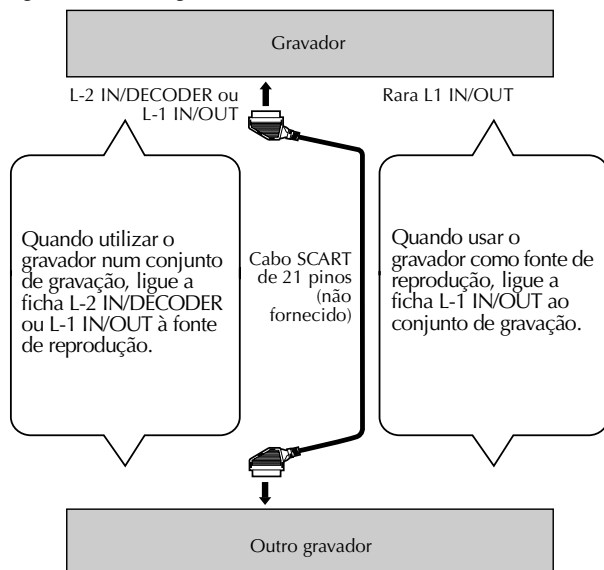 Gravador
L-2 IN/DECODER ou
L-1 IN/OUT
Rara L1 IN/OUT
Quando utilizar o
gravador num conjunto
de gravação, ligue a
ficha L-2 IN/DECODER
ou L-1 IN/OUT à fonte
de reprodução.
Cabo SCART
de 21 pinos
(não
fornecido)
Quando usar o
gravador como fonte de
reprodução, ligue a
ficha L-1 IN/OUT ao
conjunto de gravação.
Outro gravador